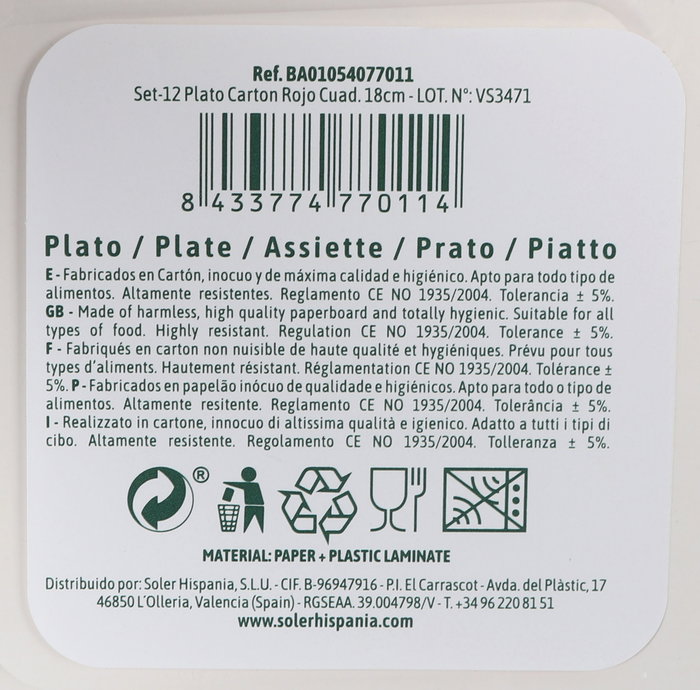 Ref. BA01054077011
Set-12 Plato Carton Rojo Cuad. 18cm - LOT. N°: VS3471
8 433774 770114
Plato / Plate / Assiette / Prato / Piatto
E - Fabricados en Cartón, inocuo y de máxima calidad e higiénico. Apto para todo tipo de
alimentos. Altamente resistentes. Reglamento CE NO 1935/2004. Tolerancia ± 5%.
GB - Made of harmless, high quality paperboard and totally hygienic. Suitable for all
types of food. Highly resistant. Regulation CE NO 1935/2004. Tolerance ± 5%.
F - Fabriqués en carton non nuisible de haute qualité et hygiéniques. Prévu pour tous
types d'aliments. Hautement résistant. Réglamentation CE NO 1935/2004. Tolérance ±
5%. P - Fabricados en papelão inócuo de qualidade e higiénicos. Apto para todo o tipo de
alimentos. Altamente resitente. Reglamento CE NO 1935/2004. Tolerância ± 5%.
I - Realizzato in cartone, innocuo di altissima qualità e igienico. Adatto a tutti i tipi di
cibo. Altamente resistente. Regolamento CE NO 1935/2004. Tolleranza ± 5%.
®
MATERIAL: PAPER + PLASTIC LAMINATE
Distribuido por: Soler Hispania, S.L.U. - CIF. B-96947916 - P.I. El Carrascot - Avda. del Plàstic, 17
46850 L´Olleria, Valencia (Spain) - RGSEAA. 39.004798/V - T. +34 96 220 81 51
www.solerhispania.com